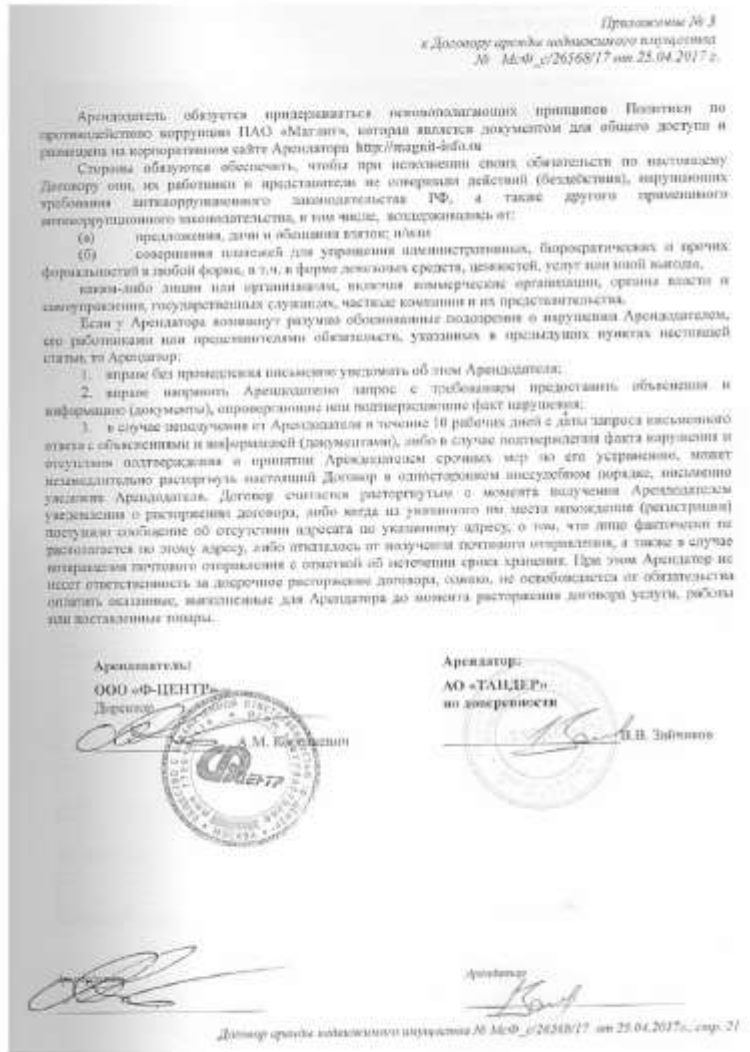 Приложение № 3
к Договору аренды недвижимого имущества
№ МсФ_с/26568/17 от 25.04.2017 г.
Арендодатель обязуется придерживаться основополагающих принципов Политики по
противодействию коррупции ПАО «Магнит», которая является документом для общего доступа и
размещена на корпоративном сайте Арендатора http://magnit-info.ru
Стороны обязуются обеспечить, чтобы при исполнении своих обязательств по настоящему
Договору они, их работники и представители не совершали действий (бездействия), нарушающих
требования антикоррупционного законодательства РФ, а также другого применимого
антикоррупционного законодательства, в том числе, воздерживались от:
(а) предложения, дачи и обещания взяток; и/или
(б) совершения платежей для упрощения административных, бюрократических и прочих
формальностей в любой форме, в т.ч. в форме денежных средств, ценностей, услуг или иной выгоды,
каким-либо лицам или организациям, включая коммерческие организации, органы власти и
самоуправления, государственных служащих, частные компании и их представительства.
Если у Арендатора возникнут разумно обоснованные подозрения о нарушении Арендодателем,
его работниками или представителями обязательств, указанных в предыдущих пунктах настоящей
статьи, то Арендатор:
1. вправе без промедления письменно уведомить об этом Арендодателя;
2. вправе направить Арендодателю запрос с требованием предоставить объяснения и
информацию (документы), опровергающие или подтверждающие факт нарушения;
3. в случае неполучения от Арендодателя в течение 10 рабочих дней с даты запроса письменного
ответа с объяснениями и информацией (документами), либо в случае подтверждения факта нарушения и
отсутствия подтверждения о принятии Арендодателем срочных мер по его устранению, может
незамедлительно расторгнуть настоящий Договор в одностороннем внесудебном порядке, письменно
уведомив Арендодателя. Договор считается расторгнутым с момента получения Арендодателем
уведомления о расторжении договора, либо когда из указанного им места нахождения (регистрации)
поступило сообщение об отсутствии адресата по указанному адресу, о том, что лицо фактически не
располагается по этому адресу, либо отказалось от получения почтового отправления, а также в случае
возвращения почтового отправления с отметкой об истечении срока хранения. При этом Арендатор не
несет ответственность за досрочное расторжение договора, однако, не освобождается от обязательства
оплатить оказанные, выполненные для Арендатора до момента расторжения договора услуги, работы
или поставленные товары.
Арендодатель:
ООО «Ф-ЦЕНТР»
Директор
А.М.
Арендатор:
АО «ТАНДЕР»
по доверенности
В.В. Зайчиков
ЦЕНТР
Арендатор
Договор аренды недвижимого имущества № МсФ_с/26568/17 от 25.04.2017г., стр. 21